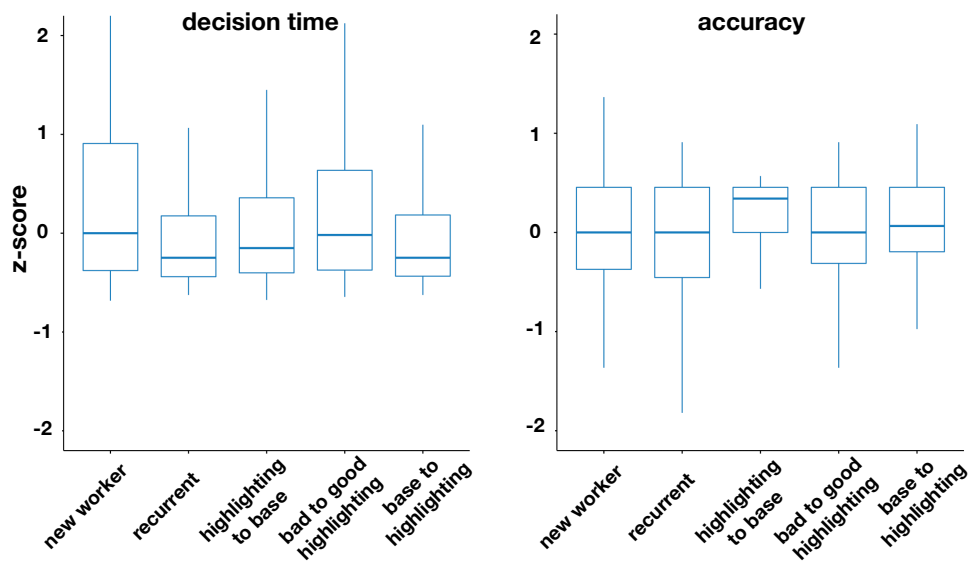 decision time
z-score
2
1
0
-1
-2
new worker
recurrent
highlighting
to base
bad to good
highlighting
base to
highlighting
accuracy
2
1
0
-1
-2
new worker
recurrent
highlighting
to base
bad to good
highlighting
base to
highlighting